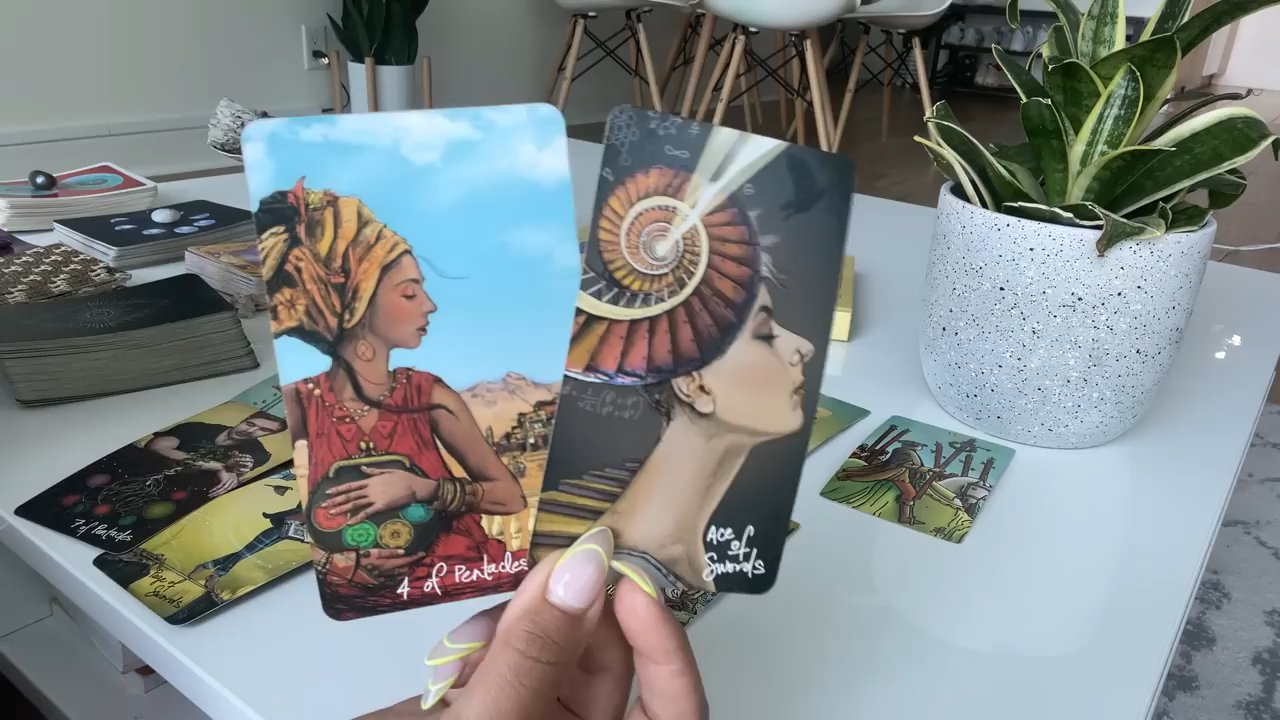 4 of Pentacles
Ace
of
Swords
7 of Pentacles
Page of
Swords